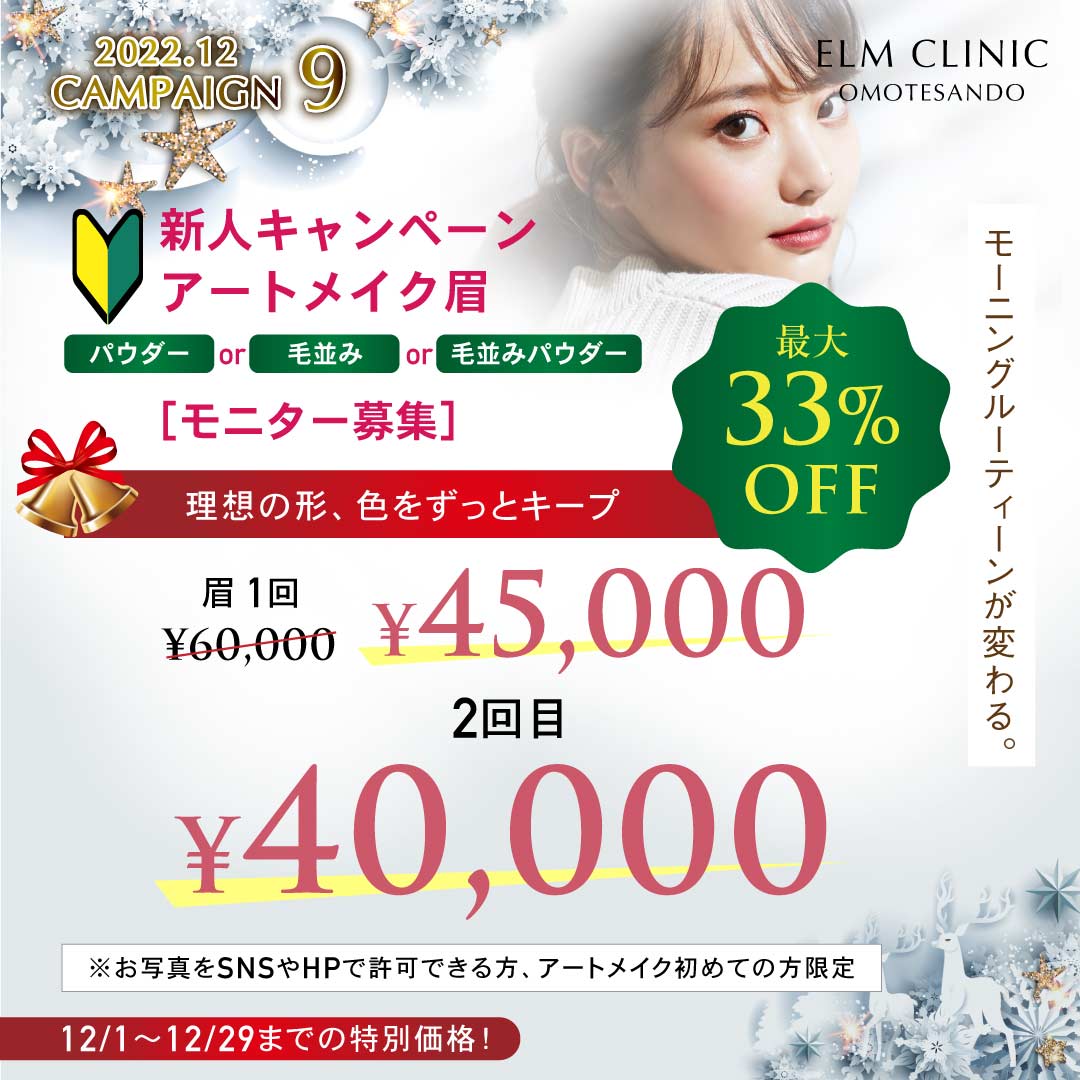 2022.12
CAMPAIGN 9
ELM CLINIC
OMOTESANDO
新人キャンペーン
アートメイク眉
パウダー or 毛並み or 毛並みパウダー
[モニター募集]
最大
33%
OFF
モーニングルーティーンが変わる。
理想の形、色をずっとキープ
眉 1回
¥60,000 ¥45,000
2回目
¥40,000
※お写真をSNSやHPで許可できる方、アートメイク初めての方限定
12/1〜12/29までの特別価格!